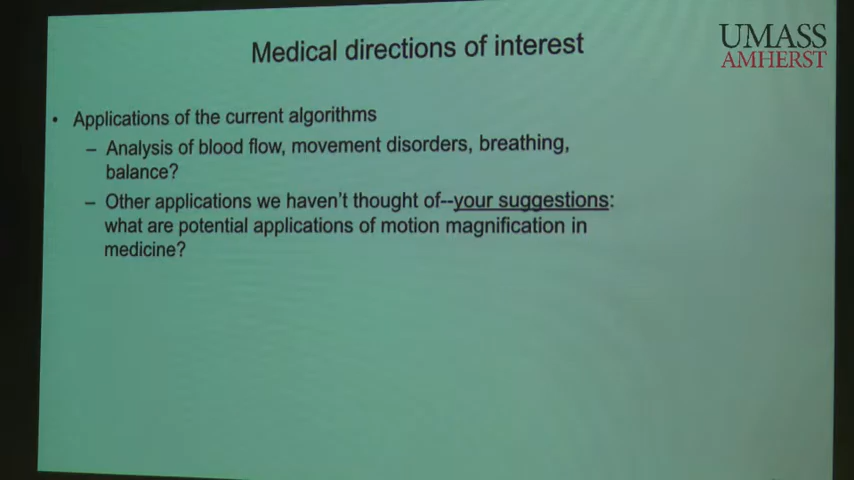 Medical directions of interest
UMASS
AMHERST
• Applications of the current algorithms
– Analysis of blood flow, movement disorders, breathing,
balance?
– Other applications we haven't thought of--your suggestions:
what are potential applications of motion magnification in
medicine?